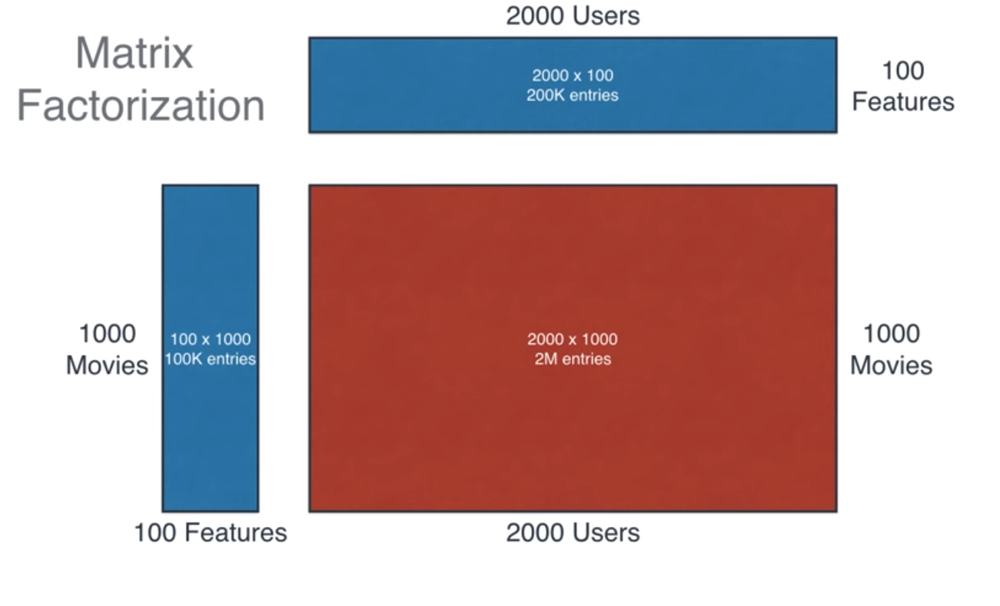 Matrix
Factorization
2000 Users
2000 x 100
200K entries
100
Features
1000
Movies
100 x 1000
100K entries
2000 x 1000
2M entries
1000
Movies
100 Features
2000 Users